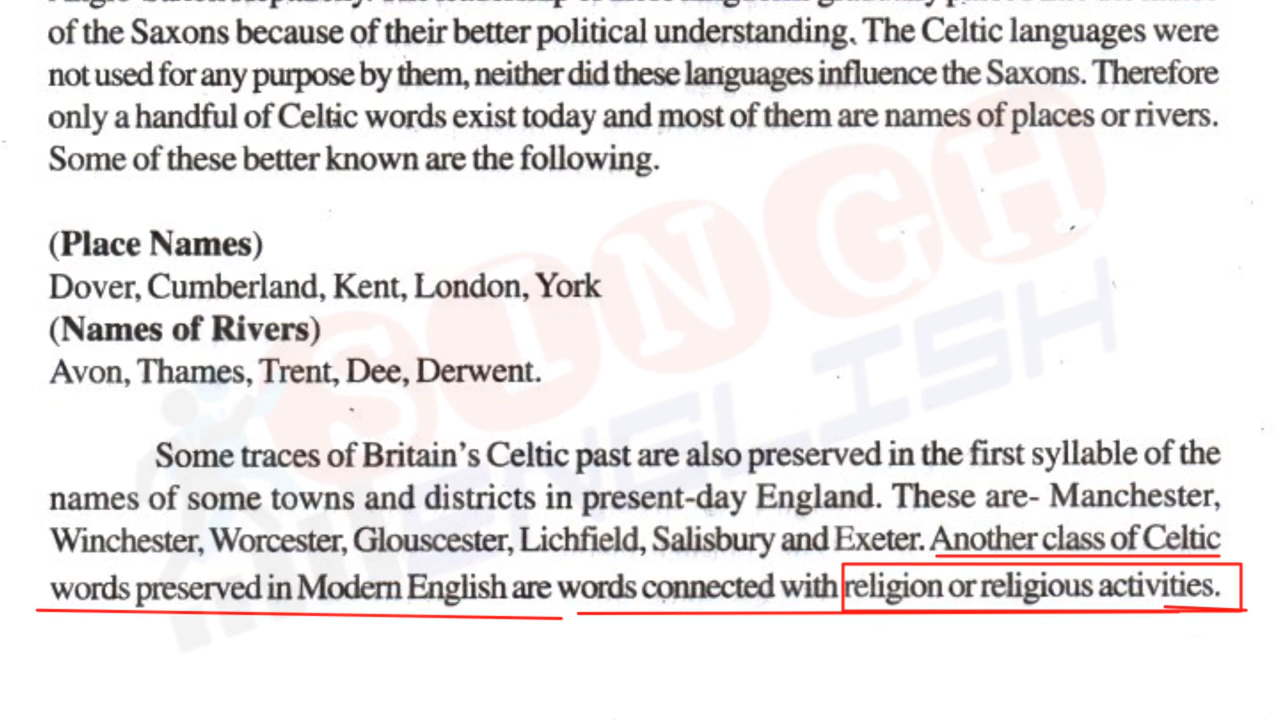 of the Saxons because of their better political understanding. The Celtic languages were
not used for any purpose by them, neither did these languages influence the Saxons. Therefore
only a handful of Celtic words exist today and most of them are names of places or rivers.
Some of these better known are the following.
(Place Names)
Dover, Cumberland, Kent, London, York
(Names of Rivers)
Avon, Thames, Trent, Dee, Derwent.
Some traces of Britain's Celtic past are also preserved in the first syllable of the
names of some towns and districts in present-day England. These are- Manchester,
Winchester, Worcester, Glouscester, Lichfield, Salisbury and Exeter. Another class of Celtic
words preserved in Modern English are words connected with religion or religious activities.
SINGH
ENGLISH